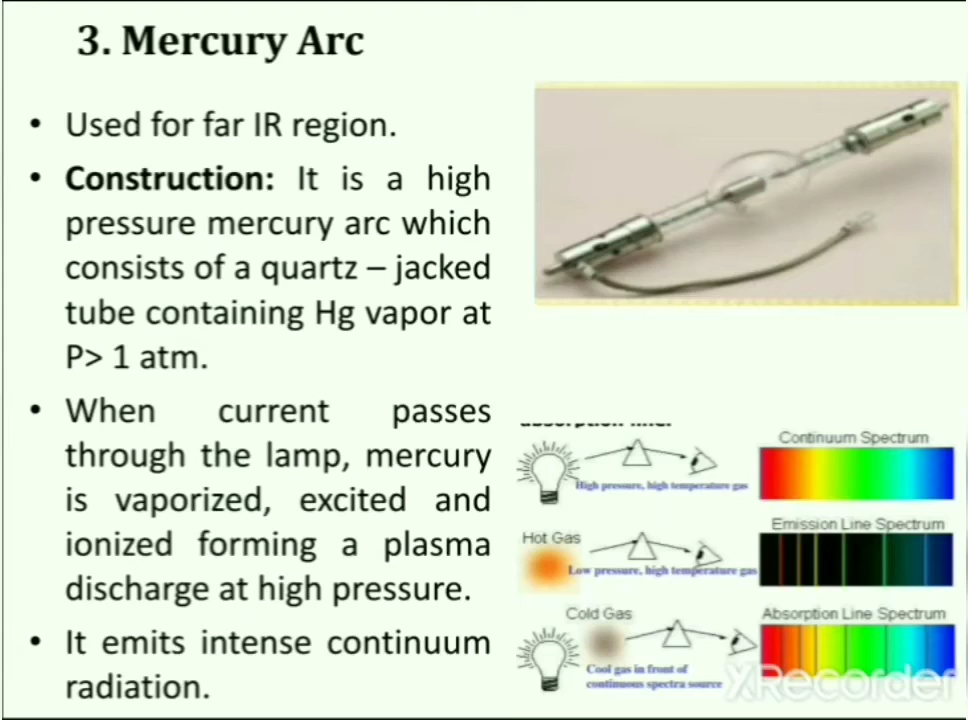 3. Mercury Arc
• Used for far IR region.
• Construction: It is a high
pressure mercury arc which
consists of a quartz – jacked
tube containing Hg vapor at
P> 1 atm.
• When current passes
through the lamp, mercury
is vaporized, excited and
ionized forming a plasma
discharge at high pressure.
• It emits intense continuum
radiation.
Continuum Spectrum
High pressure, high temperature gas
Emission Line Spectrum
Hot Gas
Low pressure, high temperature gas
Cold Gas
Absorption Line Spectrum
Cool gas in front of
continuous spectra source
XRecorder